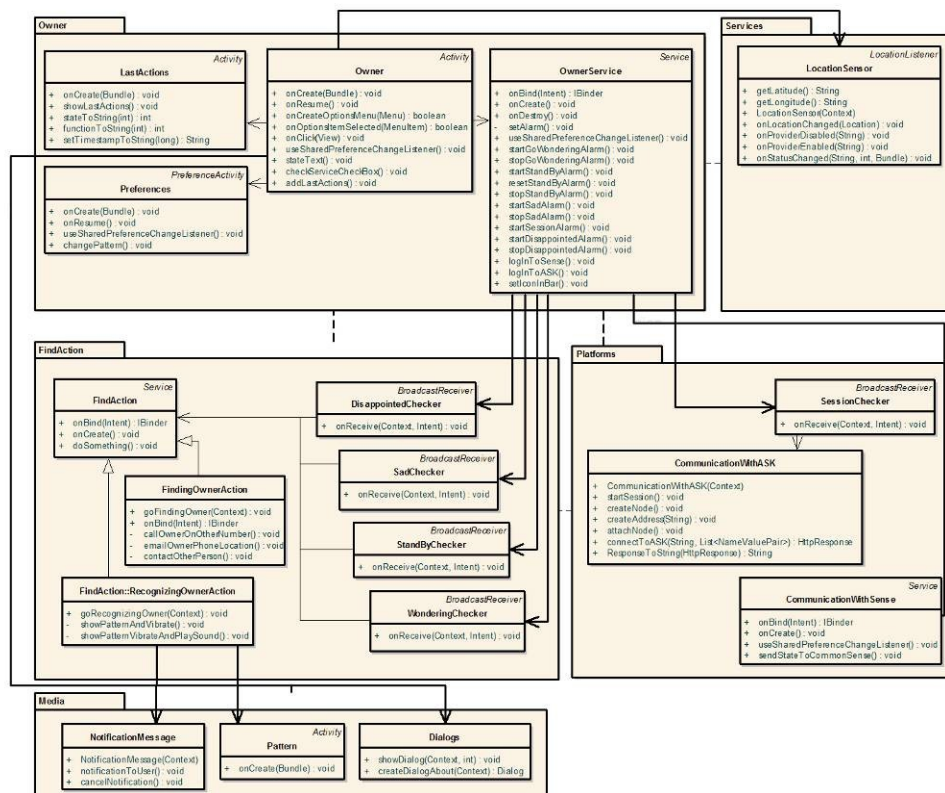 Owner
Activity
LastActions
+ onCreate(Bundle) : void
+ showLastActions() : void
+ stateToString(int) : int
+ functionToString(int) : int
+ setTimestampToString(long) : String
Activity
Owner
+ onCreate(Bundle) : void
+ onResume() : void
+ onCreateOptionsMenu(Menu) : boolean
+ onOptionsItemSelected(MenuItem) : boolean
+ onClick(View) : void
+ useSharedPreferenceChangeListener() : void
+ stateText() : void
+ checkServiceCheckBox() : void
+ addLastActions() : void
PreferenceActivity
Preferences
+ onCreate(Bundle) : void
+ onResume() : void
+ useSharedPreferenceChangeListener() : void
+ changePattern() : void
Service
OwnerService
+ onBind(Intent) : IBinder
+ onCreate() : void
+ onDestroy() : void
- setAlarm() : void
+ useSharedPreferenceChangeListener() : void
+ startGoWonderingAlarm() : void
+ stopGoWonderingAlarm() : void
+ startStandByAlarm() : void
+ resetStandByAlarm() : void
+ stopStandByAlarm() : void
+ startSadAlarm() : void
+ stopSadAlarm() : void
+ startSessionAlarm() : void
+ startDisappointedAlarm() : void
+ stopDisappointedAlarm() : void
+ logInToSense() : void
+ logInToASK() : void
+ setIconInBar() : void
Services
LocationListener
LocationSensor
+ getLatitude() : String
+ getLongitude() : String
+ LocationSensor(Context)
+ onLocationChanged(Location) : void
+ onProviderDisabled(String) : void
+ onProviderEnabled(String) : void
+ onStatusChanged(String, int, Bundle) : void
FindAction
Service
FindAction
+ onBind(Intent) : IBinder
+ onCreate() : void
+ doSomething() : void
FindingOwnerAction
+ goFindingOwner(Context) : void
+ onBind(Intent) : IBinder
- callOwnerOnOtherNumber() : void
- emailOwnerPhoneLocation() : void
- contactOtherPerson() : void
FindAction::RecognizingOwnerAction
+ goRecognizingOwner(Context) : void
- showPatternAndVibrate() : void
- showPatternVibrateAndPlaySound() : void
BroadcastReceiver
DisappointedChecker
+ onReceive(Context, Intent) : void
BroadcastReceiver
SadChecker
+ onReceive(Context, Intent) : void
BroadcastReceiver
StandByChecker
+ onReceive(Context, Intent) : void
BroadcastReceiver
WonderingChecker
+ onReceive(Context, Intent) : void
Platforms
BroadcastReceiver
SessionChecker
+ onReceive(Context, Intent) : void
CommunicationWithASK
+ CommunicationWithASK(Context)
+ startSession() : void
+ createNode() : void
+ createAddress(String) : void
+ attachNode() : void
+ connectToASK(String, List<NameValuePair>) : HttpResponse
+ ResponseToString(HttpResponse) : String
Service
CommunicationWithSense
+ onBind(Intent) : IBinder
+ onCreate() : void
+ useSharedPreferenceChangeListener() : void
+ sendStateToCommonSense() : void
Media
NotificationMessage
+ NotificationMessage(Context)
+ notificationToUser() : void
+ cancelNotification() : void
Activity
Pattern
+ onCreate(Bundle) : void
Dialogs
+ showDialog(Context, int) : void
+ createDialogAbout(Context) : Dialog